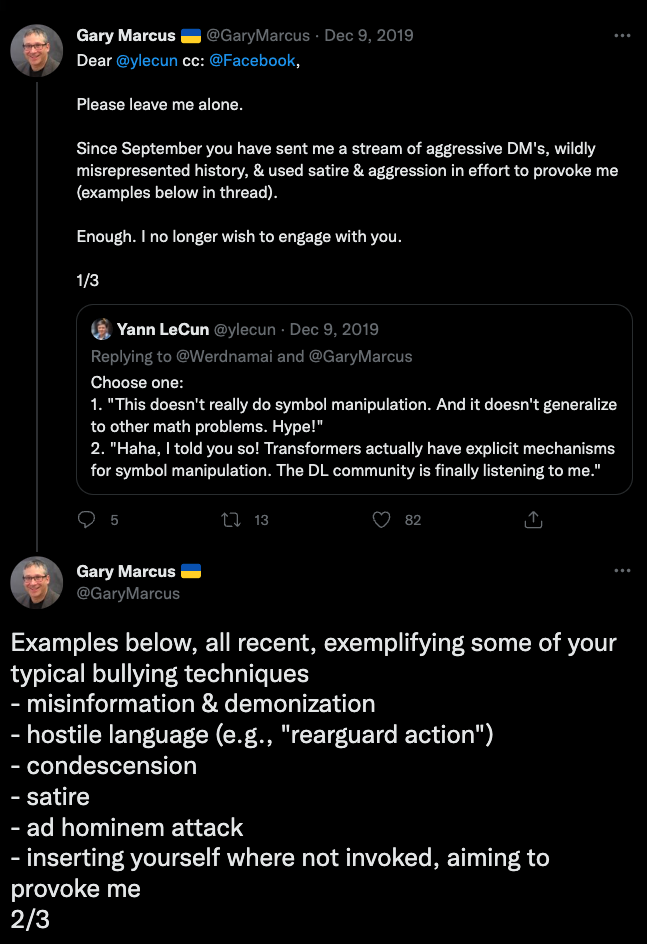 Gary Marcus 🇺🇦 @GaryMarcus · Dec 9, 2019
Dear @ylecun cc: @Facebook,
Please leave me alone.
Since September you have sent me a stream of aggressive DM's, wildly
misrepresented history, & used satire & aggression in effort to provoke me
(examples below in thread).
Enough. I no longer wish to engage with you.
1/3
Yann LeCun @ylecun · Dec 9, 2019
Replying to @Werdnamai and @GaryMarcus
Choose one:
1. "This doesn't really do symbol manipulation. And it doesn't generalize
to other math problems. Hype!"
2. "Haha, I told you so! Transformers actually have explicit mechanisms
for symbol manipulation. The DL community is finally listening to me."
5 13 82
Gary Marcus 🇺🇦
@GaryMarcus
Examples below, all recent, exemplifying some of your
typical bullying techniques
- misinformation & demonization
- hostile language (e.g., "rearguard action")
- condescension
- satire
- ad hominem attack
- inserting yourself where not invoked, aiming to
provoke me
2/3